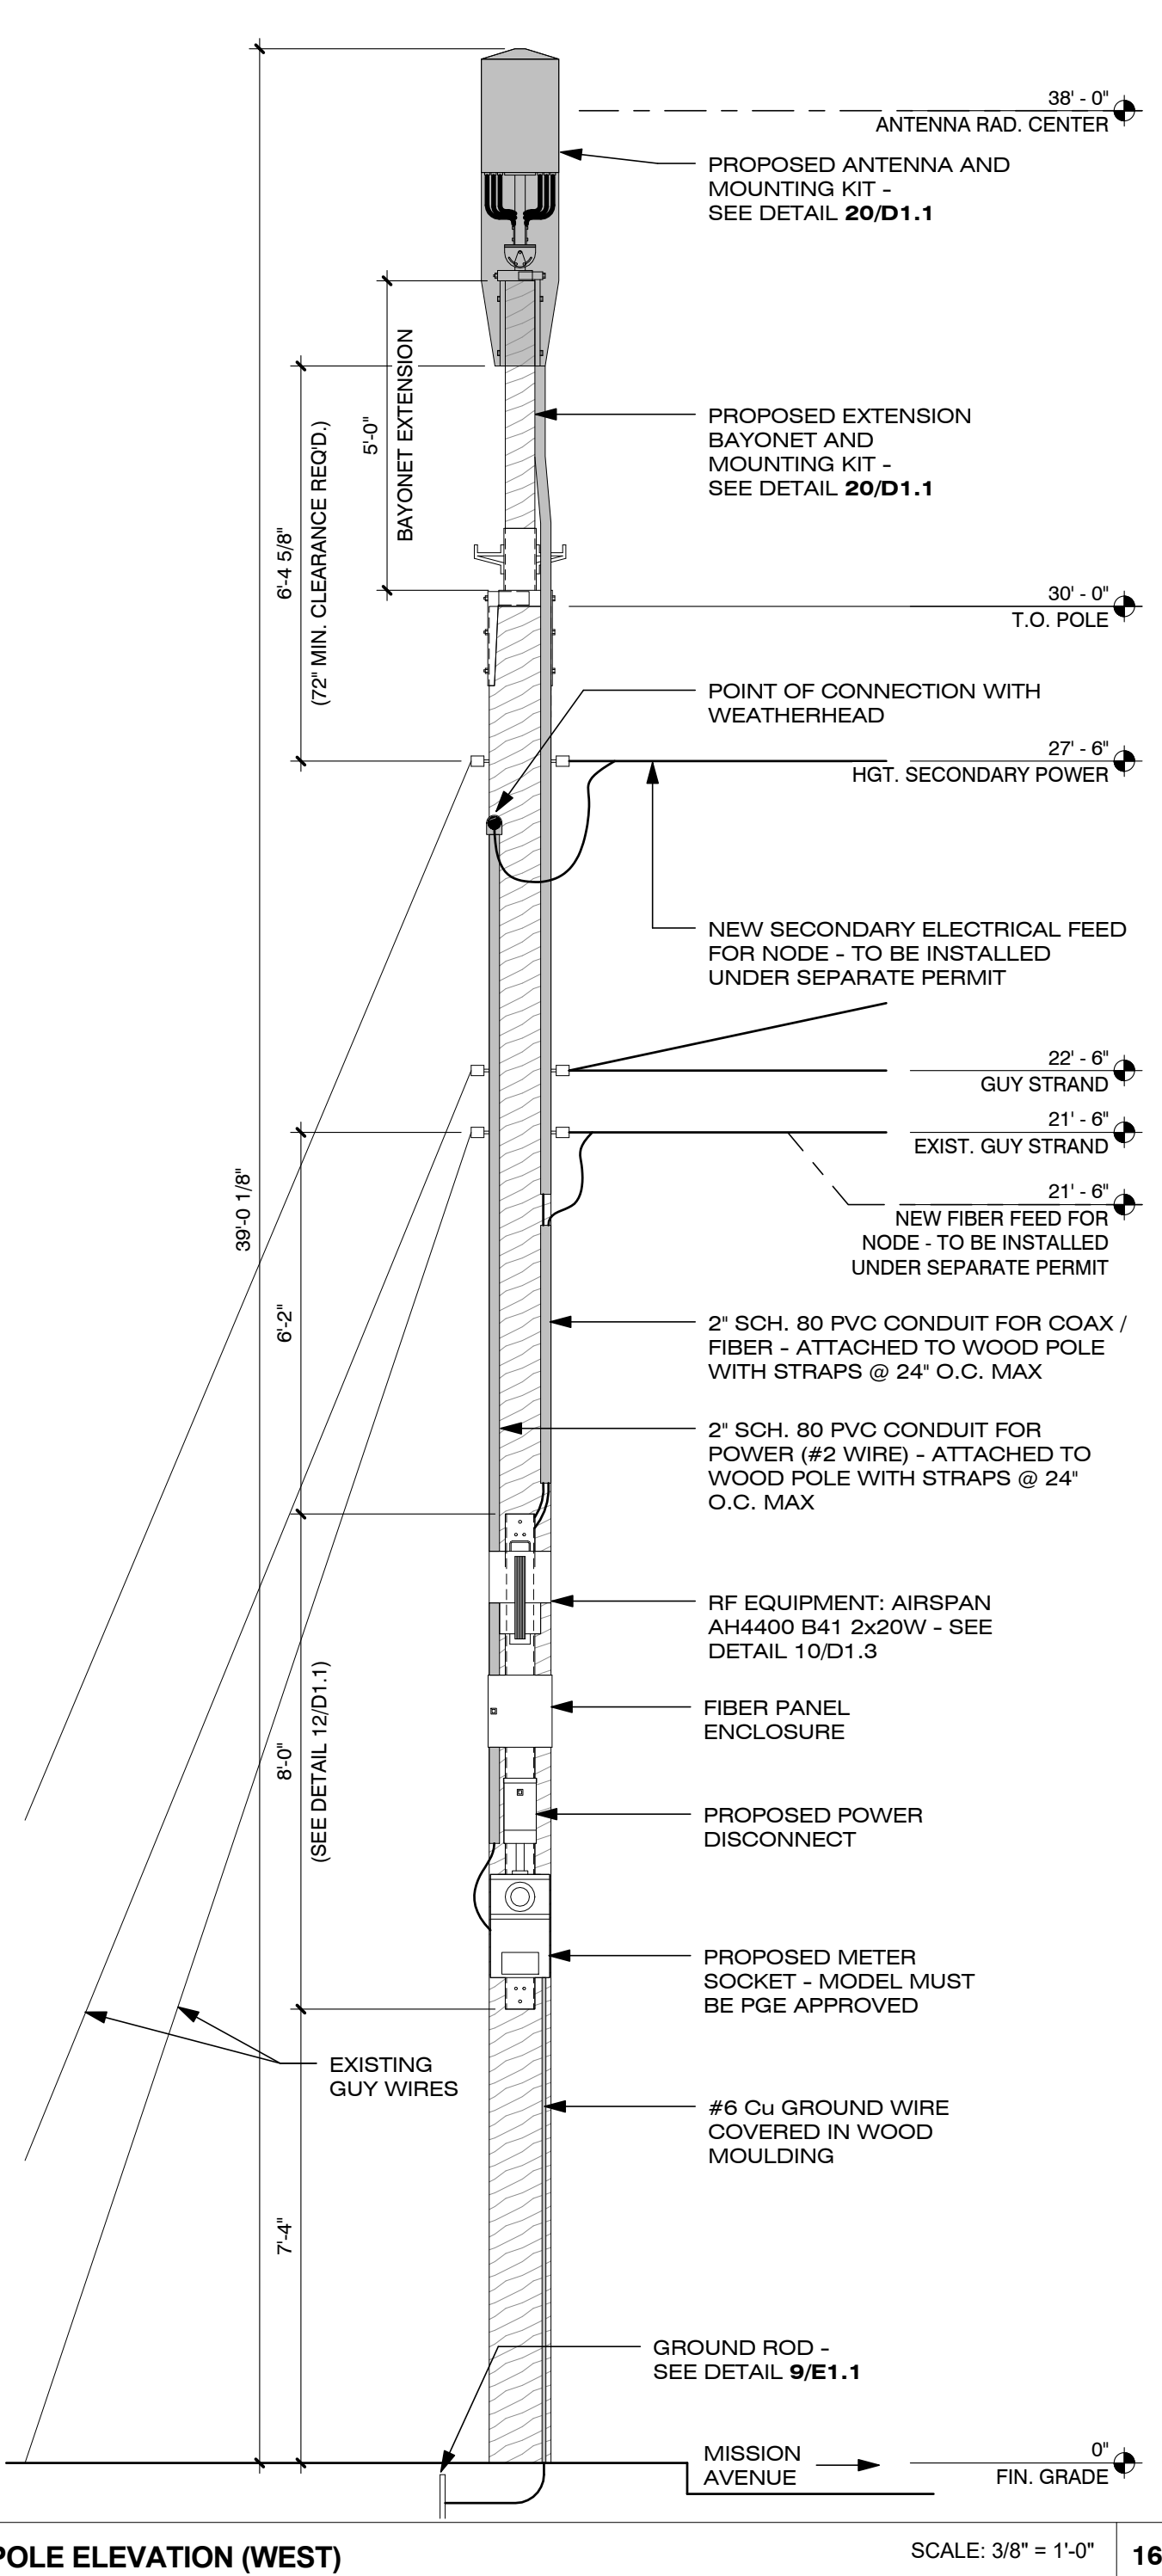 38' - 0"
ANTENNA RAD. CENTER
PROPOSED ANTENNA AND
MOUNTING KIT -
SEE DETAIL 20/D1.1
5'-0"
BAYONET EXTENSION
6'-4 5/8"
(72" MIN. CLEARANCE REQ'D.)
PROPOSED EXTENSION
BAYONET AND
MOUNTING KIT -
SEE DETAIL 20/D1.1
30' - 0"
T.O. POLE
POINT OF CONNECTION WITH
WEATHERHEAD
27' - 6"
HGT. SECONDARY POWER
NEW SECONDARY ELECTRICAL FEED
FOR NODE - TO BE INSTALLED
UNDER SEPARATE PERMIT
22' - 6"
GUY STRAND
21' - 6"
EXIST. GUY STRAND
21' - 6"
NEW FIBER FEED FOR
NODE - TO BE INSTALLED
UNDER SEPARATE PERMIT
39'-0 1/8"
6'-2"
2" SCH. 80 PVC CONDUIT FOR COAX /
FIBER - ATTACHED TO WOOD POLE
WITH STRAPS @ 24" O.C. MAX
2" SCH. 80 PVC CONDUIT FOR
POWER (#2 WIRE) - ATTACHED TO
WOOD POLE WITH STRAPS @ 24"
O.C. MAX
RF EQUIPMENT: AIRSPAN
AH4400 B41 2x20W - SEE
DETAIL 10/D1.3
8'-0"
(SEE DETAIL 12/D1.1)
FIBER PANEL
ENCLOSURE
PROPOSED POWER
DISCONNECT
PROPOSED METER
SOCKET - MODEL MUST
BE PGE APPROVED
EXISTING
GUY WIRES
#6 Cu GROUND WIRE
COVERED IN WOOD
MOULDING
7'-4"
GROUND ROD -
SEE DETAIL 9/E1.1
MISSION
AVENUE
0"
FIN. GRADE
POLE ELEVATION (WEST)
SCALE: 3/8" = 1'-0"
16